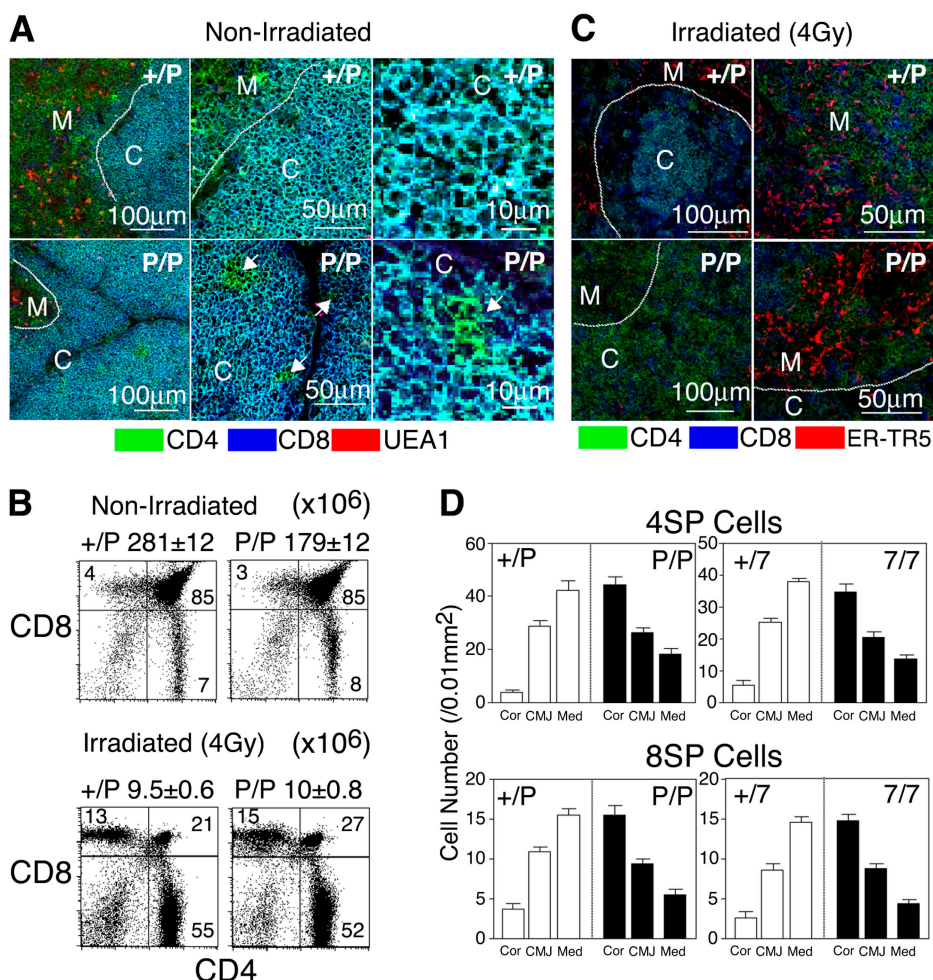 A
Non-Irradiated
+/P
M
C
100μm
+/P
M
C
50μm
+/P
C
10μm
P/P
M
C
100μm
P/P
C
50μm
P/P
C
10μm
CD4 CD8 UEA1
C
Irradiated (4Gy)
+/P
M
C
100μm
+/P
M
50μm
P/P
M
C
100μm
P/P
M
C
50μm
CD4 CD8 ER-TR5
B
Non-Irradiated (x10⁶)
+/P 281±12 P/P 179±12
4 85 7
3 85 8
CD8
Irradiated (4Gy) (x10⁶)
+/P 9.5±0.6 P/P 10±0.8
13 21 55
15 27 52
CD8
CD4
D
4SP Cells
+/P P/P
60
40
20
0
Cor CMJ Med Cor CMJ Med
+/7 7/7
50
40
30
20
10
0
Cor CMJ Med Cor CMJ Med
Cell Number (/0.01mm²)
8SP Cells
+/P P/P
20
15
10
5
0
Cor CMJ Med Cor CMJ Med
+/7 7/7
20
15
10
5
0
Cor CMJ Med Cor CMJ Med